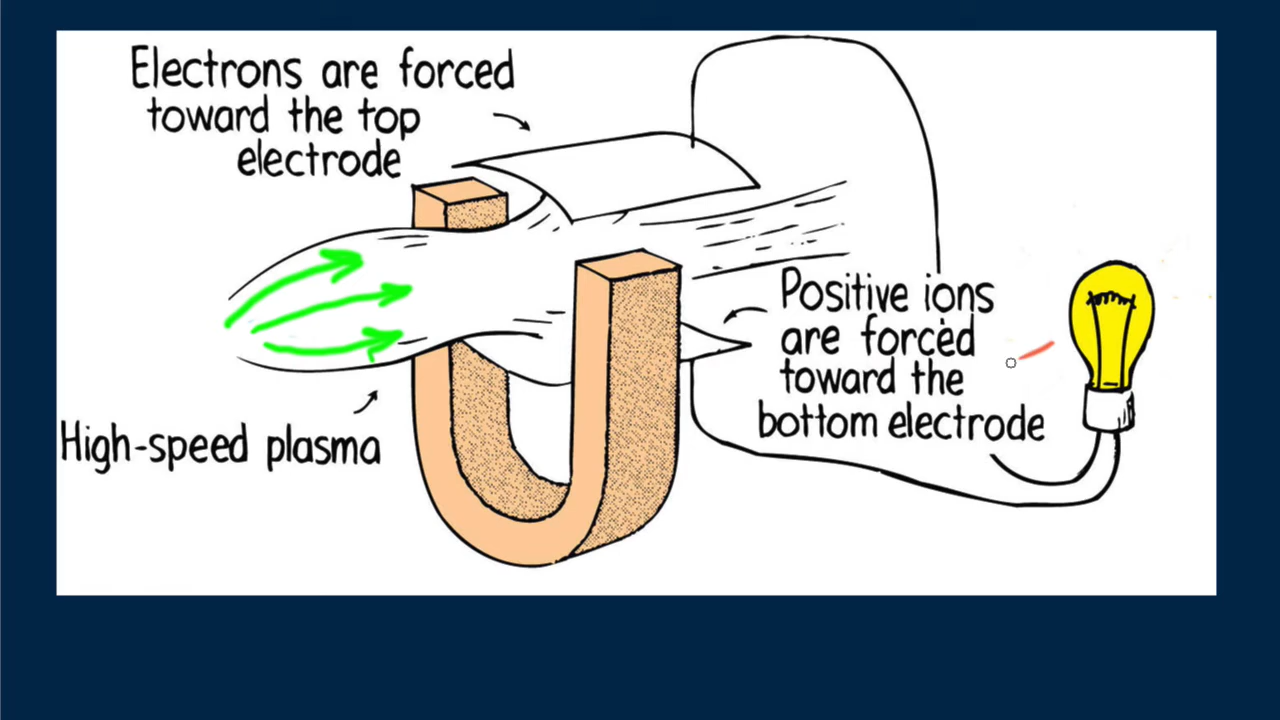 Electrons are forced
toward the top
electrode
High-speed plasma
Positive ions
are forced
toward the
bottom electrode